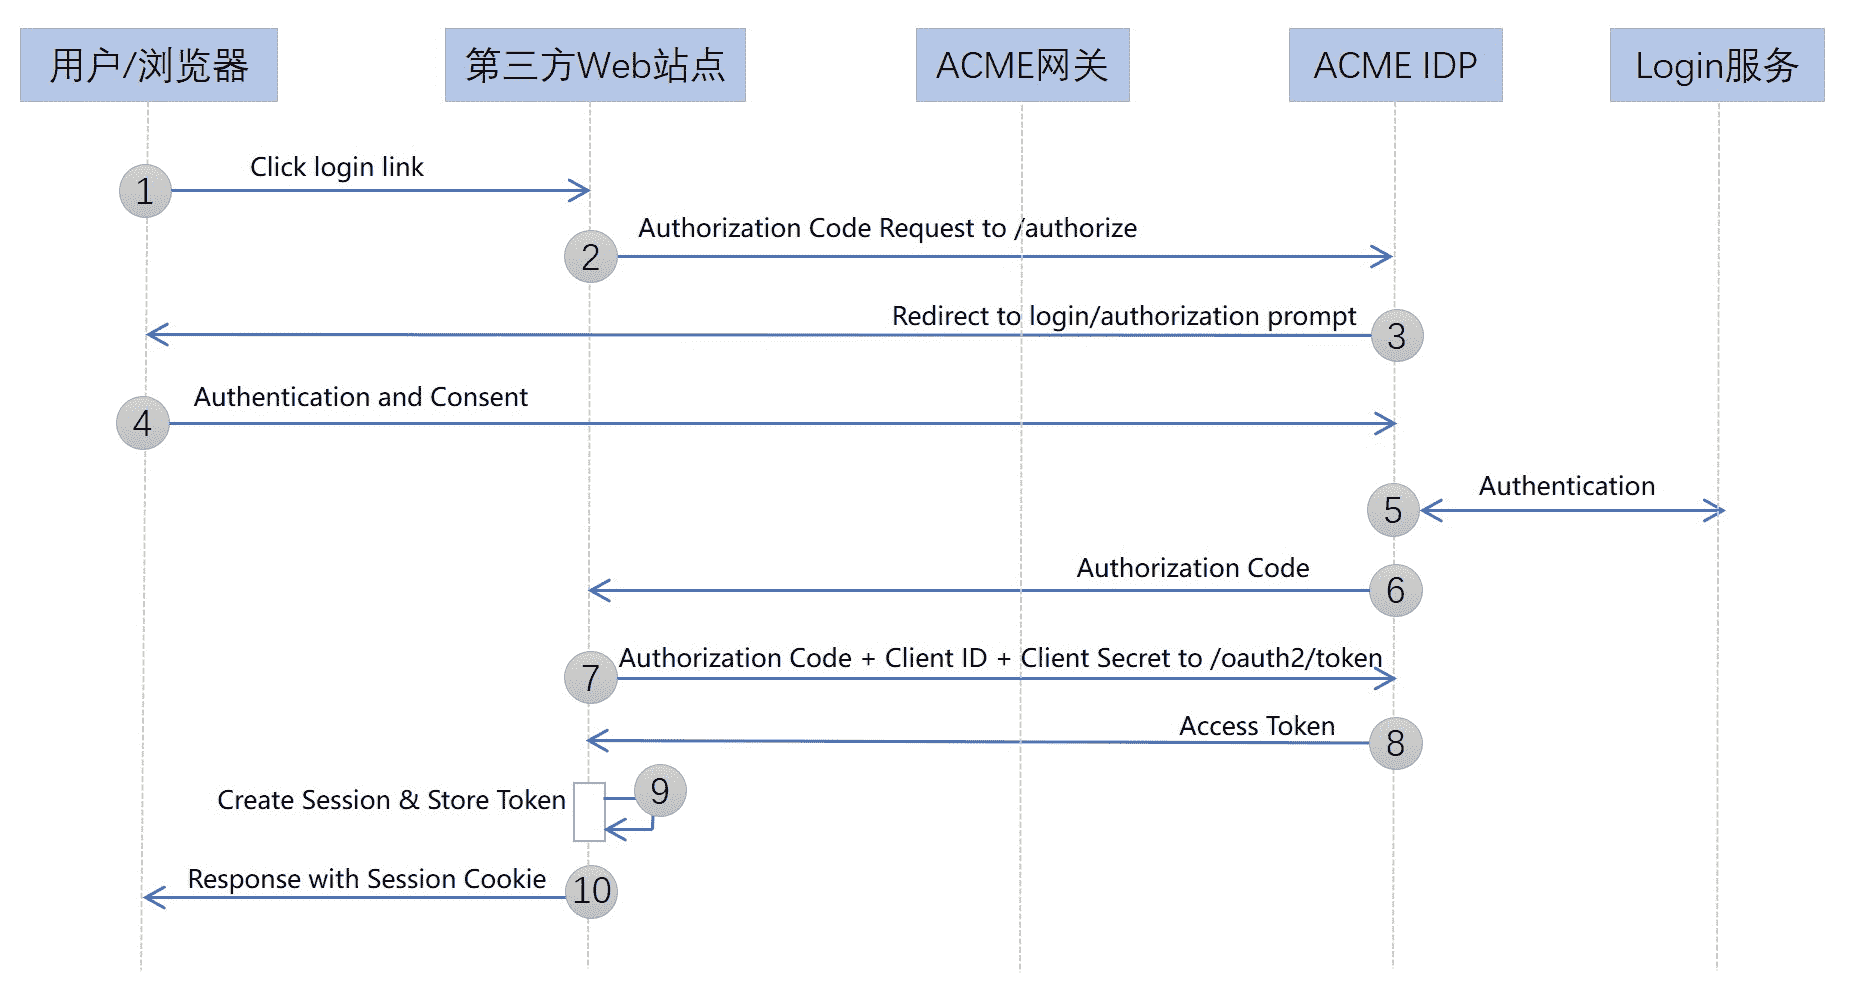 用户/浏览器
第三方Web站点
ACME网关
ACME IDP
Login服务
Click login link
1
Authorization Code Request to /authorize
2
Redirect to login/authorization prompt
3
Authentication and Consent
4
Authentication
5
Authorization Code
6
Authorization Code + Client ID + Client Secret to /oauth2/token
7
Access Token
8
Create Session & Store Token
9
Response with Session Cookie
10